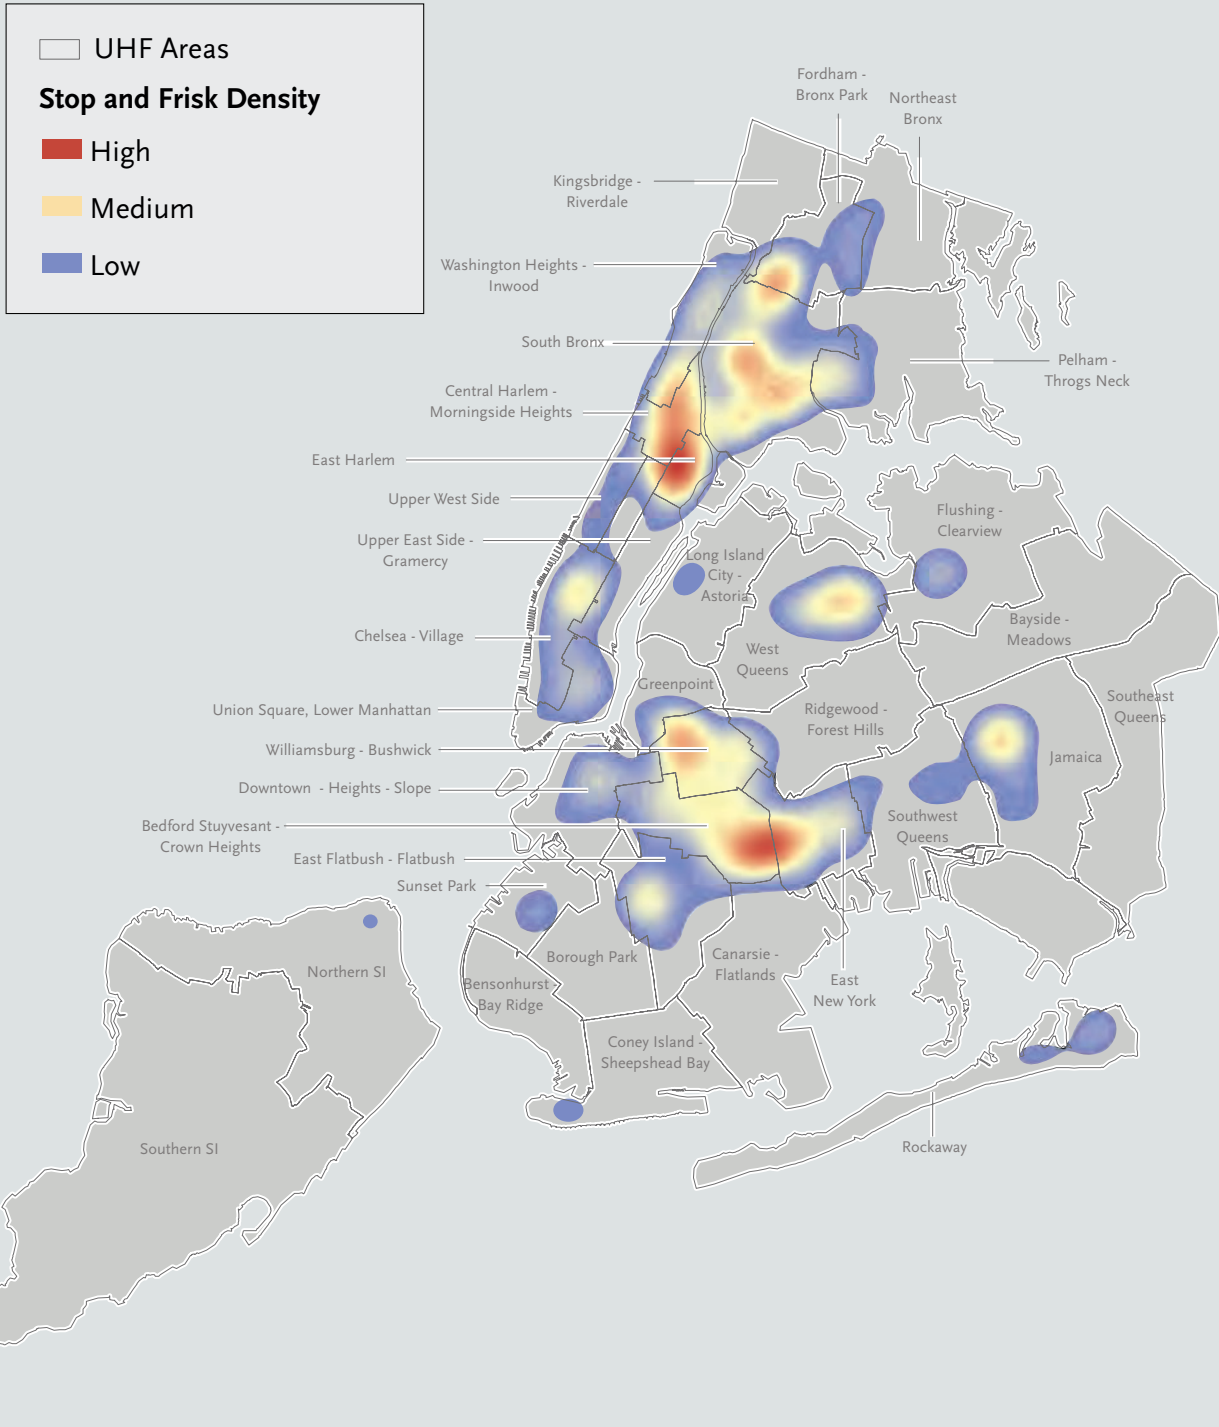 UHF Areas
Stop and Frisk Density
High
Medium
Low
Fordham -
Bronx Park
Northeast
Bronx
Kingsbridge -
Riverdale
Washington Heights -
Inwood
South Bronx
Pelham -
Throgs Neck
Central Harlem -
Morningside Heights
East Harlem
Upper West Side
Flushing -
Clearview
Upper East Side -
Gramercy
Long Island
City -
Astoria
Bayside -
Meadows
Chelsea - Village
West
Queens
Greenpoint
Southeast
Queens
Union Square, Lower Manhattan
Ridgewood -
Forest Hills
Williamsburg - Bushwick
Jamaica
Downtown - Heights - Slope
Southwest
Queens
Bedford Stuyvesant -
Crown Heights
East Flatbush - Flatbush
Sunset Park
Borough Park
Canarsie -
Flatlands
Northern SI
East
New York
Bensonhurst -
Bay Ridge
Coney Island -
Sheepshead Bay
Southern SI
Rockaway